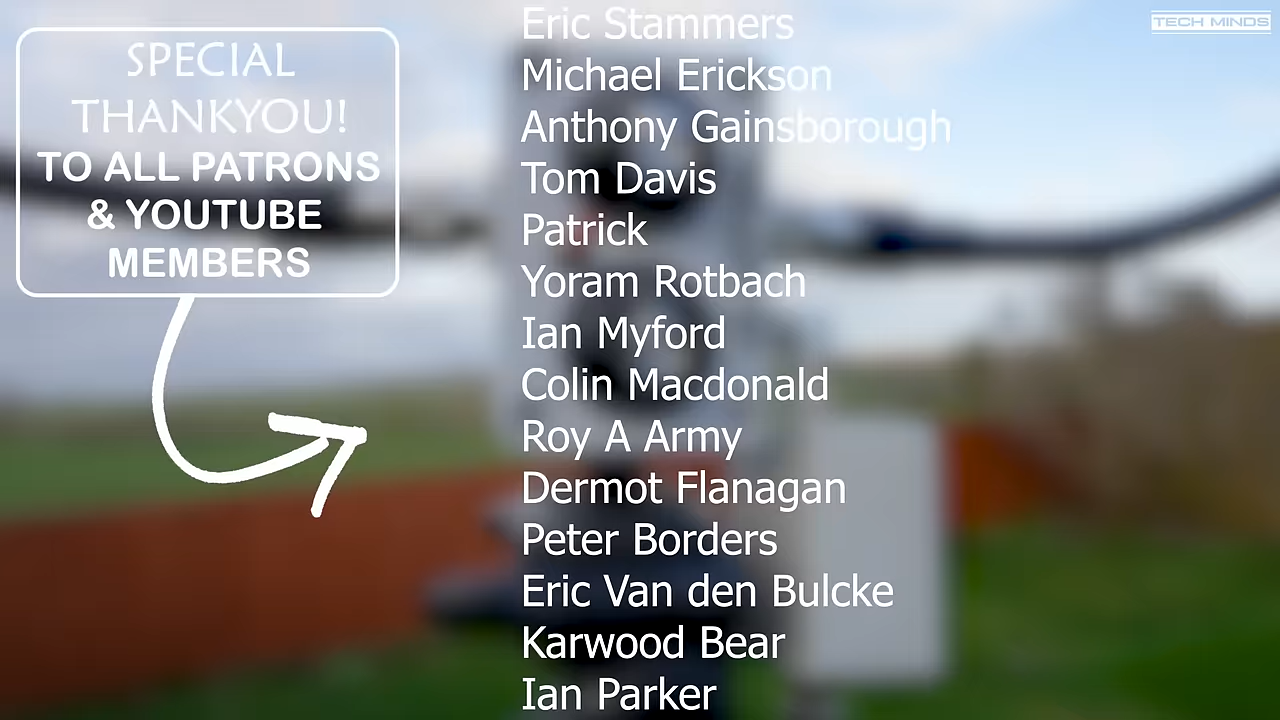 SPECIAL
THANKYOU!
TO ALL PATRONS
& YOUTUBE
MEMBERS
Eric Stammers
Michael Erickson
Anthony Gainsborough
Tom Davis
Patrick
Yoram Rotbach
Ian Myford
Colin Macdonald
Roy A Army
Dermot Flanagan
Peter Borders
Eric Van den Bulcke
Karwood Bear
Ian Parker
TECH MINDS